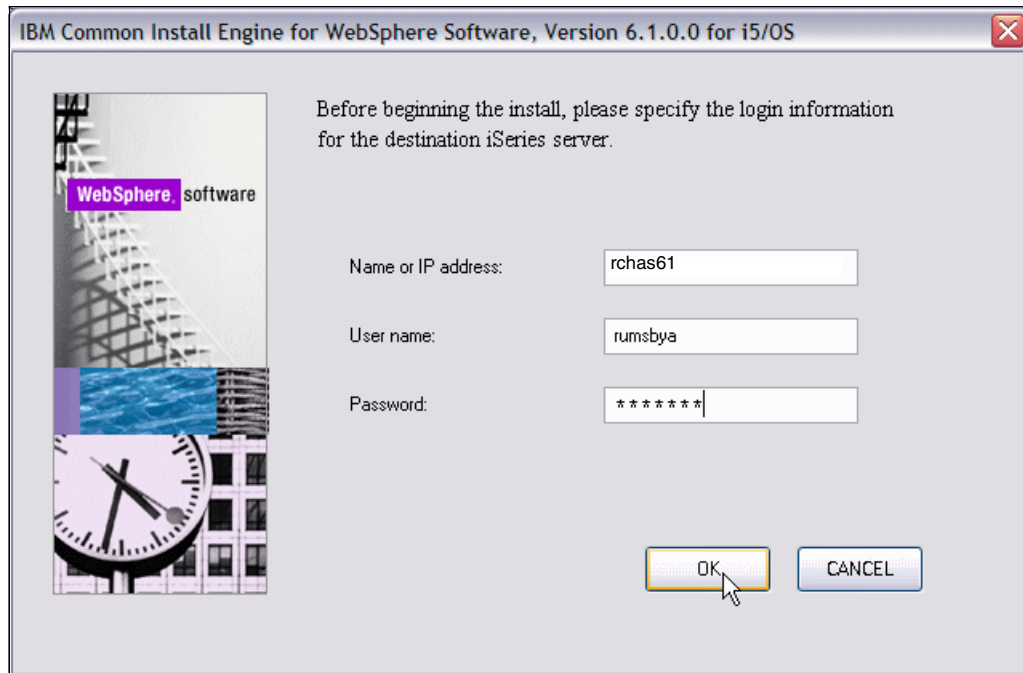 IBM Common Install Engine for WebSphere Software, Version 6.1.0.0 for i5/OS
Before beginning the install, please specify the login information
for the destination iSeries server.
WebSphere. software
Name or IP address:
rchas61
User name:
rumsbya
Password:
*******
OK
CANCEL